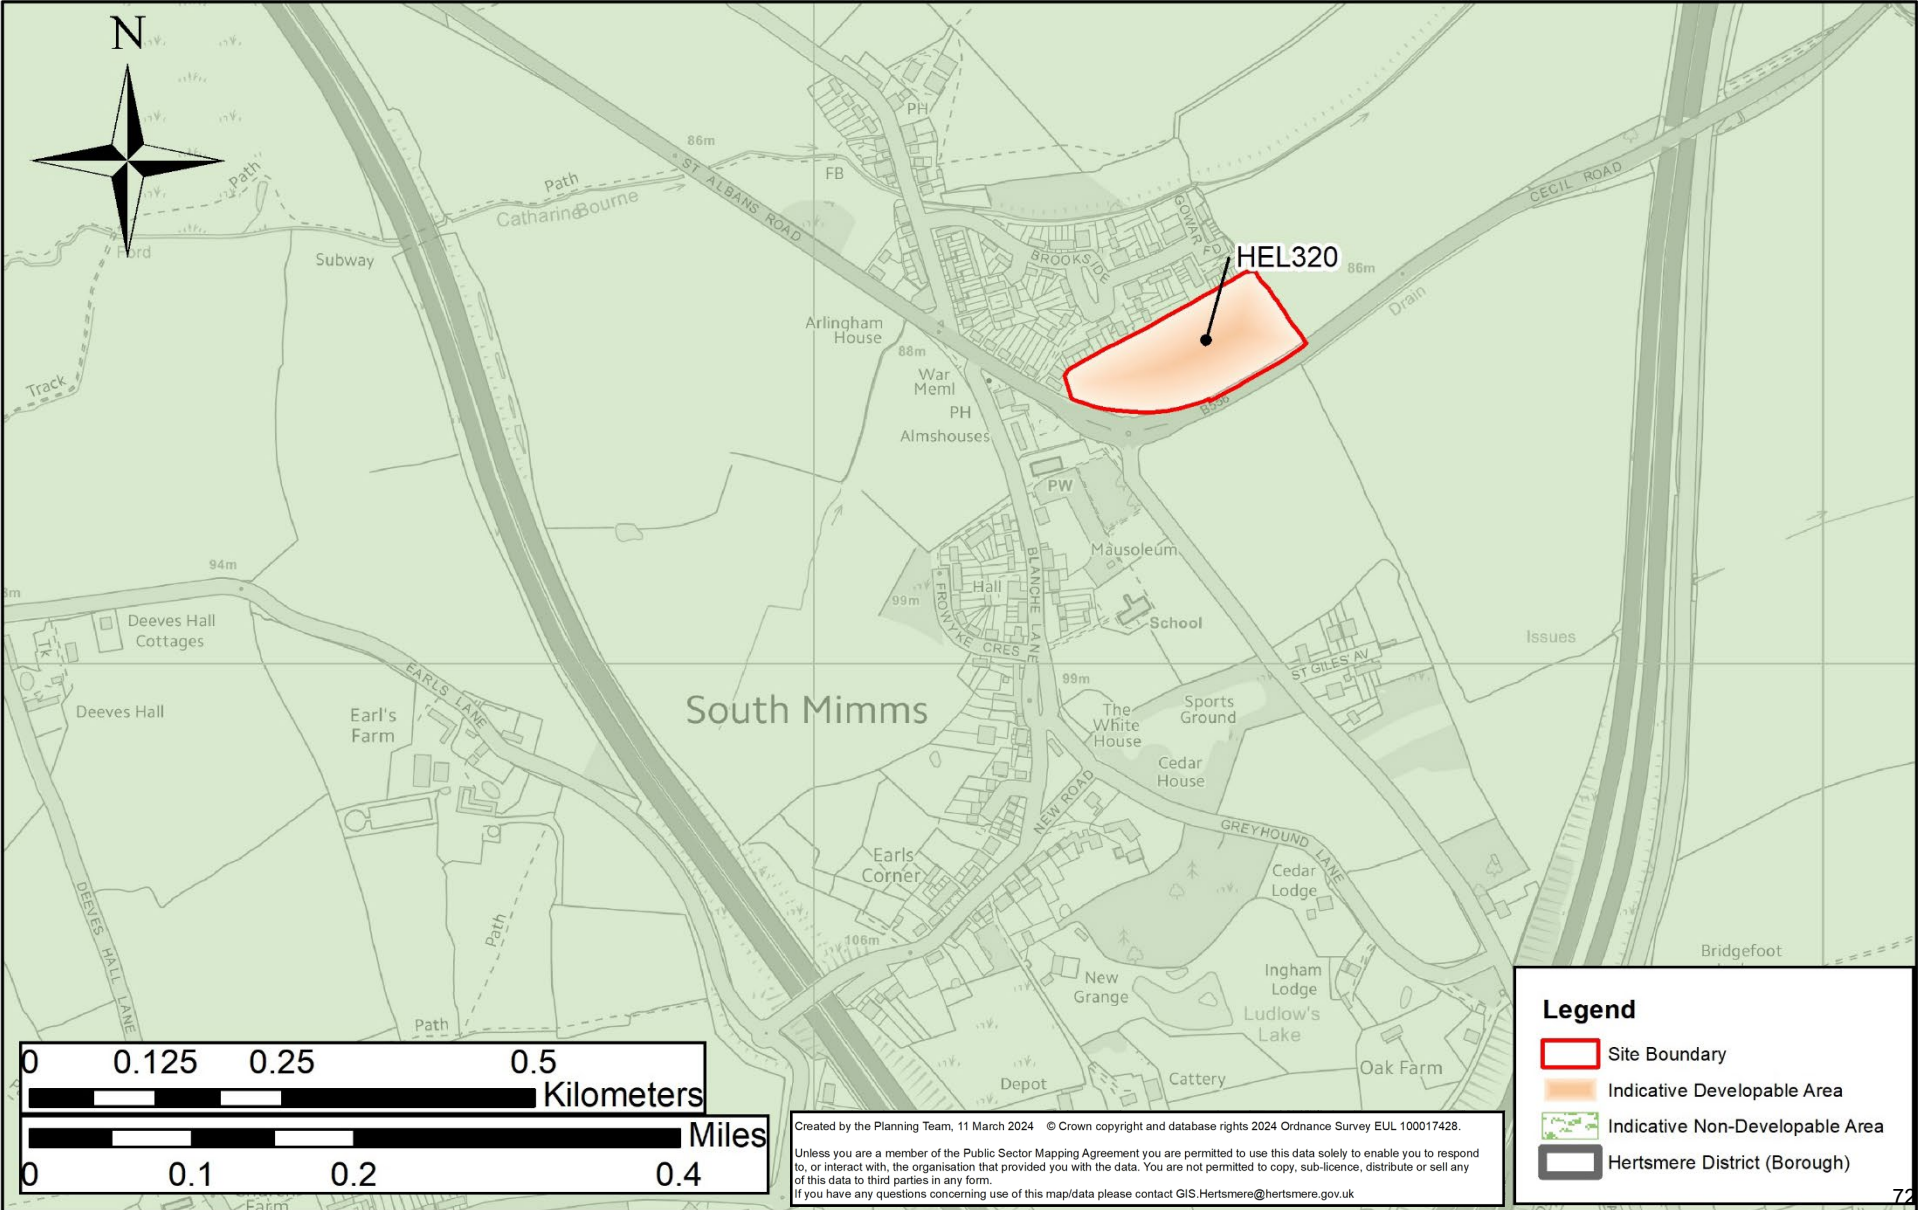 N
PH
86m
ST ALBANS ROAD
FB
Path
Path
CatharineBourne
Ford
Subway
CECIL ROAD
GOWAR
BROOKSIDE
HEL320
86m
Drain
Arlingham
House
88m
War
Meml
PH
Almshouses
B556
Track
PW
Mausoleum
94m
BLANCHE LANE
Hall
99m
FROWYKE CRES
School
Deeves Hall
Cottages
Tk
Issues
ST GILES' AV
EARLS LANE
99m
Deeves Hall
Earl's
Farm
South Mimms
The
White
House
Sports
Ground
Cedar
House
NEW ROAD
GREYHOUND LANE
Earls
Corner
Cedar
Lodge
DEEVES HALL LANE
Path
106m
New
Grange
Ingham
Lodge
Ludlow's
Lake
Bridgefoot
Path
Depot
Cattery
Oak Farm
Farm
0 0.125 0.25 0.5
Kilometers
Miles
0 0.1 0.2 0.4
Created by the Planning Team, 11 March 2024 © Crown copyright and database rights 2024 Ordnance Survey EUL 100017428.
Unless you are a member of the Public Sector Mapping Agreement you are permitted to use this data solely to enable you to respond
to, or interact with, the organisation that provided you with the data. You are not permitted to copy, sub-licence, distribute or sell any
of this data to third parties in any form.
If you have any questions concerning use of this map/data please contact GIS.Hertsmere@hertsmere.gov.uk
Legend
Site Boundary
Indicative Developable Area
Indicative Non-Developable Area
Hertsmere District (Borough)
72